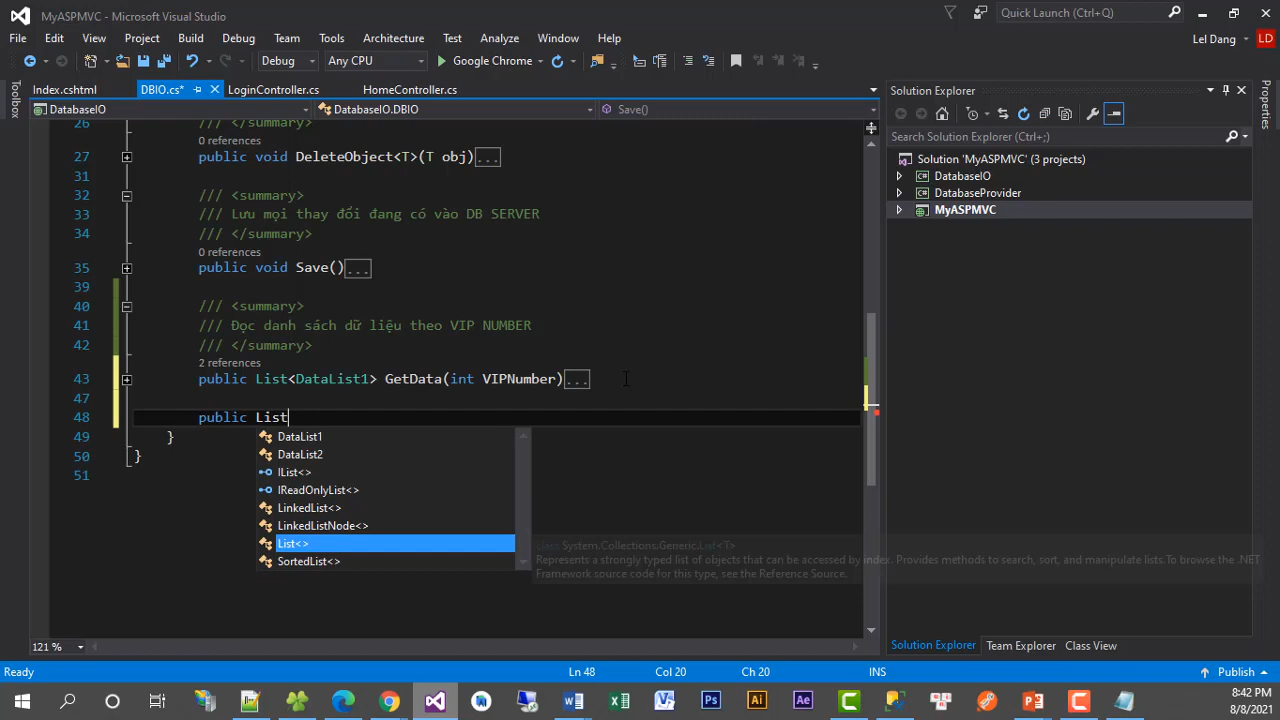 MyASPMVC - Microsoft Visual Studio
Quick Launch (Ctrl+Q)
File Edit View Project Build Debug Team Tools Architecture Test Analyze Window Help
Lel Dang LD
Debug Any CPU Google Chrome
Toolbox
Index.cshtml DBIO.cs* LoginController.cs HomeController.cs
DatabaseIO DatabaseIO.DBIO Save()
26 /// </summary>
0 references
27 public void DeleteObject<T>(T obj)...
31
32 /// <summary>
33 /// Lưu mọi thay đổi đang có vào DB SERVER
34 /// </summary>
0 references
35 public void Save()...
39
40 /// <summary>
41 /// Đọc danh sách dữ liệu theo VIP NUMBER
42 /// </summary>
2 references
43 public List<DataList1> GetData(int VIPNumber)...
47
48 public List
49 }
50 }
51
DataList1
DataList2
IList<>
IReadOnlyList<>
LinkedList<>
LinkedListNode<>
List<>
SortedList<>
class System.Collections.Generic.List<T>
Represents a strongly typed list of objects that can be accessed by index. Provides methods to search, sort, and manipulate lists.To browse the .NET
Framework source code for this type, see the Reference Source.
121 %
Solution Explorer
Search Solution Explorer (Ctrl+;)
Solution 'MyASPMVC' (3 projects)
DatabaseIO
DatabaseProvider
MyASPMVC
Properties
Solution Explorer Team Explorer Class View
Ready Ln 48 Col 20 Ch 20 INS Publish
8:42 PM
8/8/2021